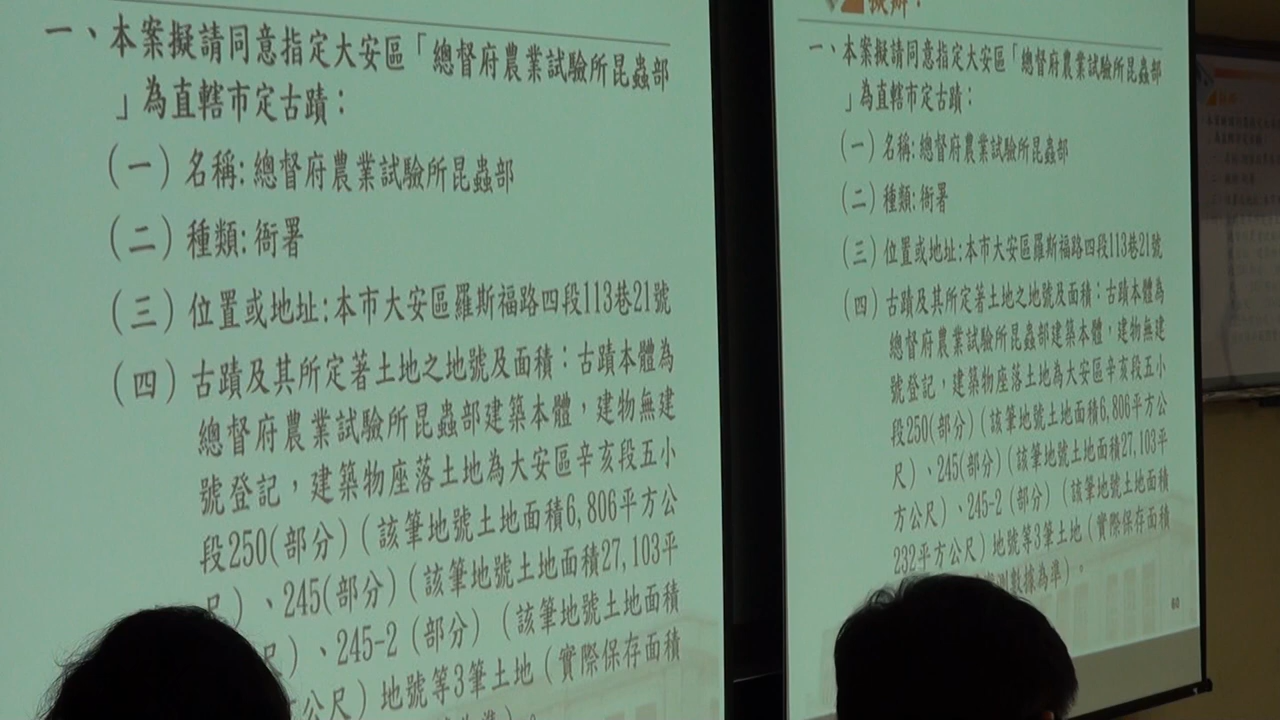 一、本案擬請同意指定大安區「總督府農業試驗所昆蟲部
」為直轄市定古蹟：
(一) 名稱:總督府農業試驗所昆蟲部
(二) 種類:衙署
(三) 位置或地址:本市大安區羅斯福路四段113巷21號
(四) 古蹟及其所定著土地之地號及面積：古蹟本體為
總督府農業試驗所昆蟲部建築本體，建物無建
號登記，建築物座落土地為大安區辛亥段五小
段250(部分)(該筆地號土地面積6,806平方公
尺)、245(部分)(該筆地號土地面積27,103平
尺)、245-2 (部分) (該筆地號土地面積
公尺) 地號等3筆土地 (實際保存面積
為準)。
擬辦：
一、本案擬請同意指定大安區「總督府農業試驗所昆蟲部
」為直轄市定古蹟：
(一) 名稱:總督府農業試驗所昆蟲部
(二) 種類:衙署
(三) 位置或地址:本市大安區羅斯福路四段113巷21號
(四) 古蹟及其所定著土地之地號及面積：古蹟本體為
總督府農業試驗所昆蟲部建築本體，建物無建
號登記，建築物座落土地為大安區辛亥段五小
段250(部分)(該筆地號土地面積6,806平方公
尺)、245(部分)(該筆地號土地面積27,103平
方公尺)、245-2 (部分) (該筆地號土地面積
232平方公尺) 地號等3筆土地 (實際保存面積
測數據為準)。